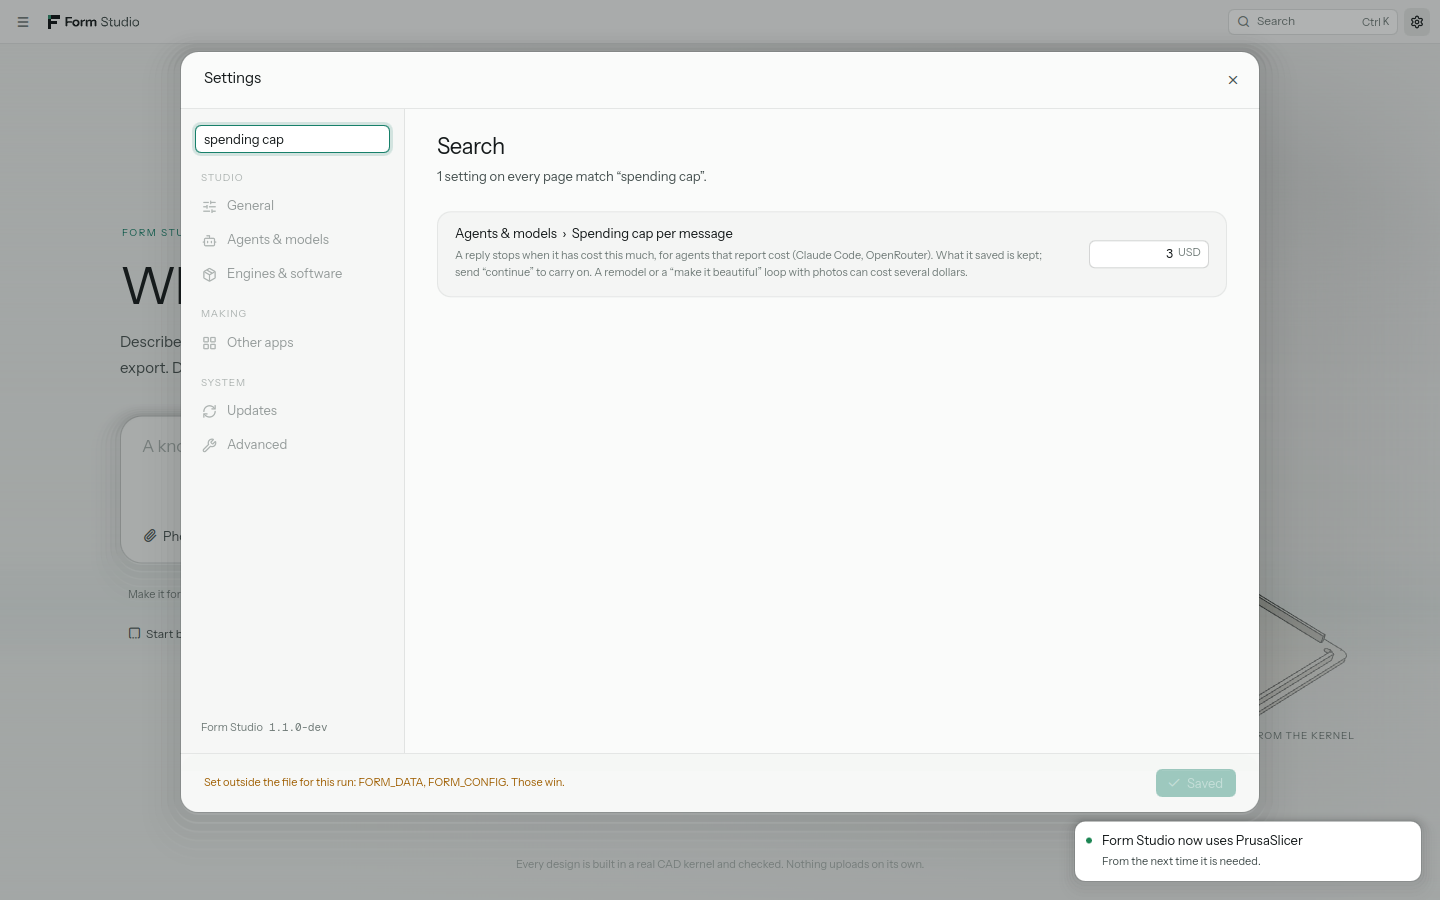 Form Studio
Search
Ctrl K
Settings
spending cap
STUDIO
General
Agents & models
Engines & software
MAKING
Other apps
SYSTEM
Updates
Advanced
Form Studio 1.1.0-dev
Search
1 setting on every page match “spending cap”.
Agents & models › Spending cap per message
A reply stops when it has cost this much, for agents that report cost (Claude Code, OpenRouter). What it saved is kept;
send “continue” to carry on. A remodel or a “make it beautiful” loop with photos can cost several dollars.
3 USD
Set outside the file for this run: FORM_DATA, FORM_CONFIG. Those win.
Saved
FORM STU
Describe
export. D
A kno
Pho
Make it for
Start b
ROM THE KERNEL
Every design is built in a real CAD kernel and checked. Nothing uploads on its own.
Form Studio now uses PrusaSlicer
From the next time it is needed.